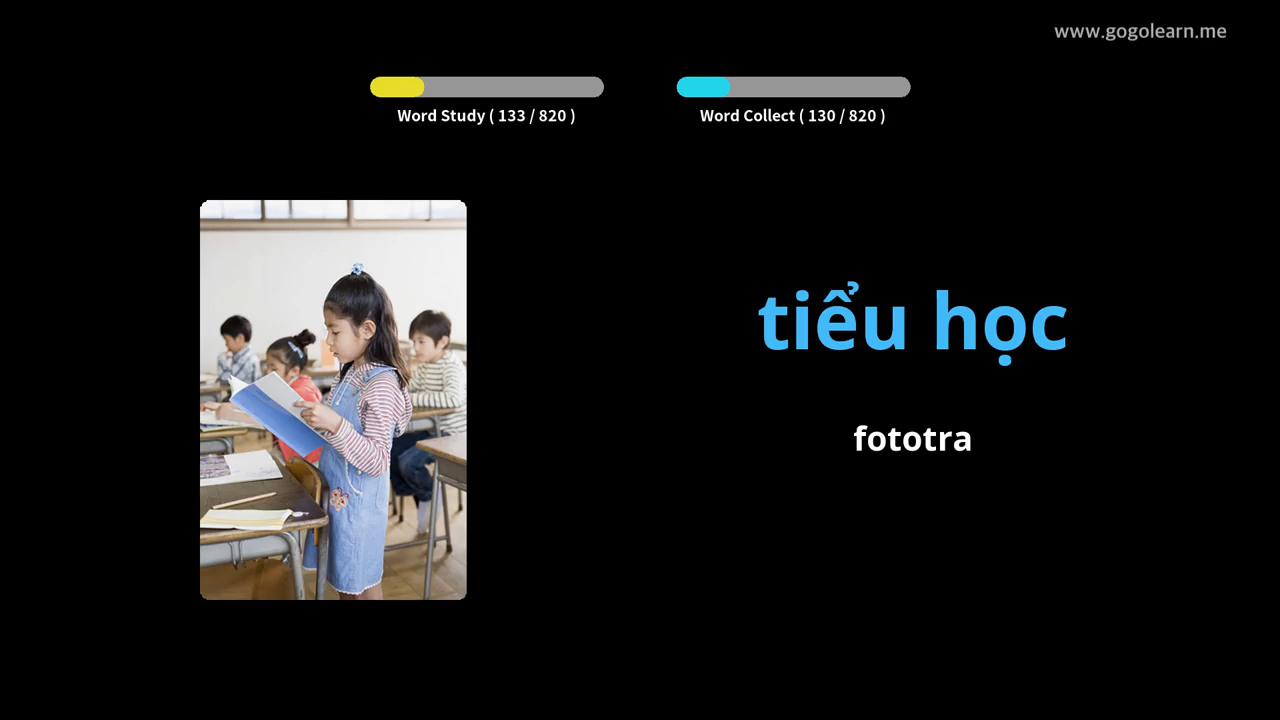 www.gogolearn.me
Word Study ( 133 / 820 )
Word Collect ( 130 / 820 )
tiểu học
fototra